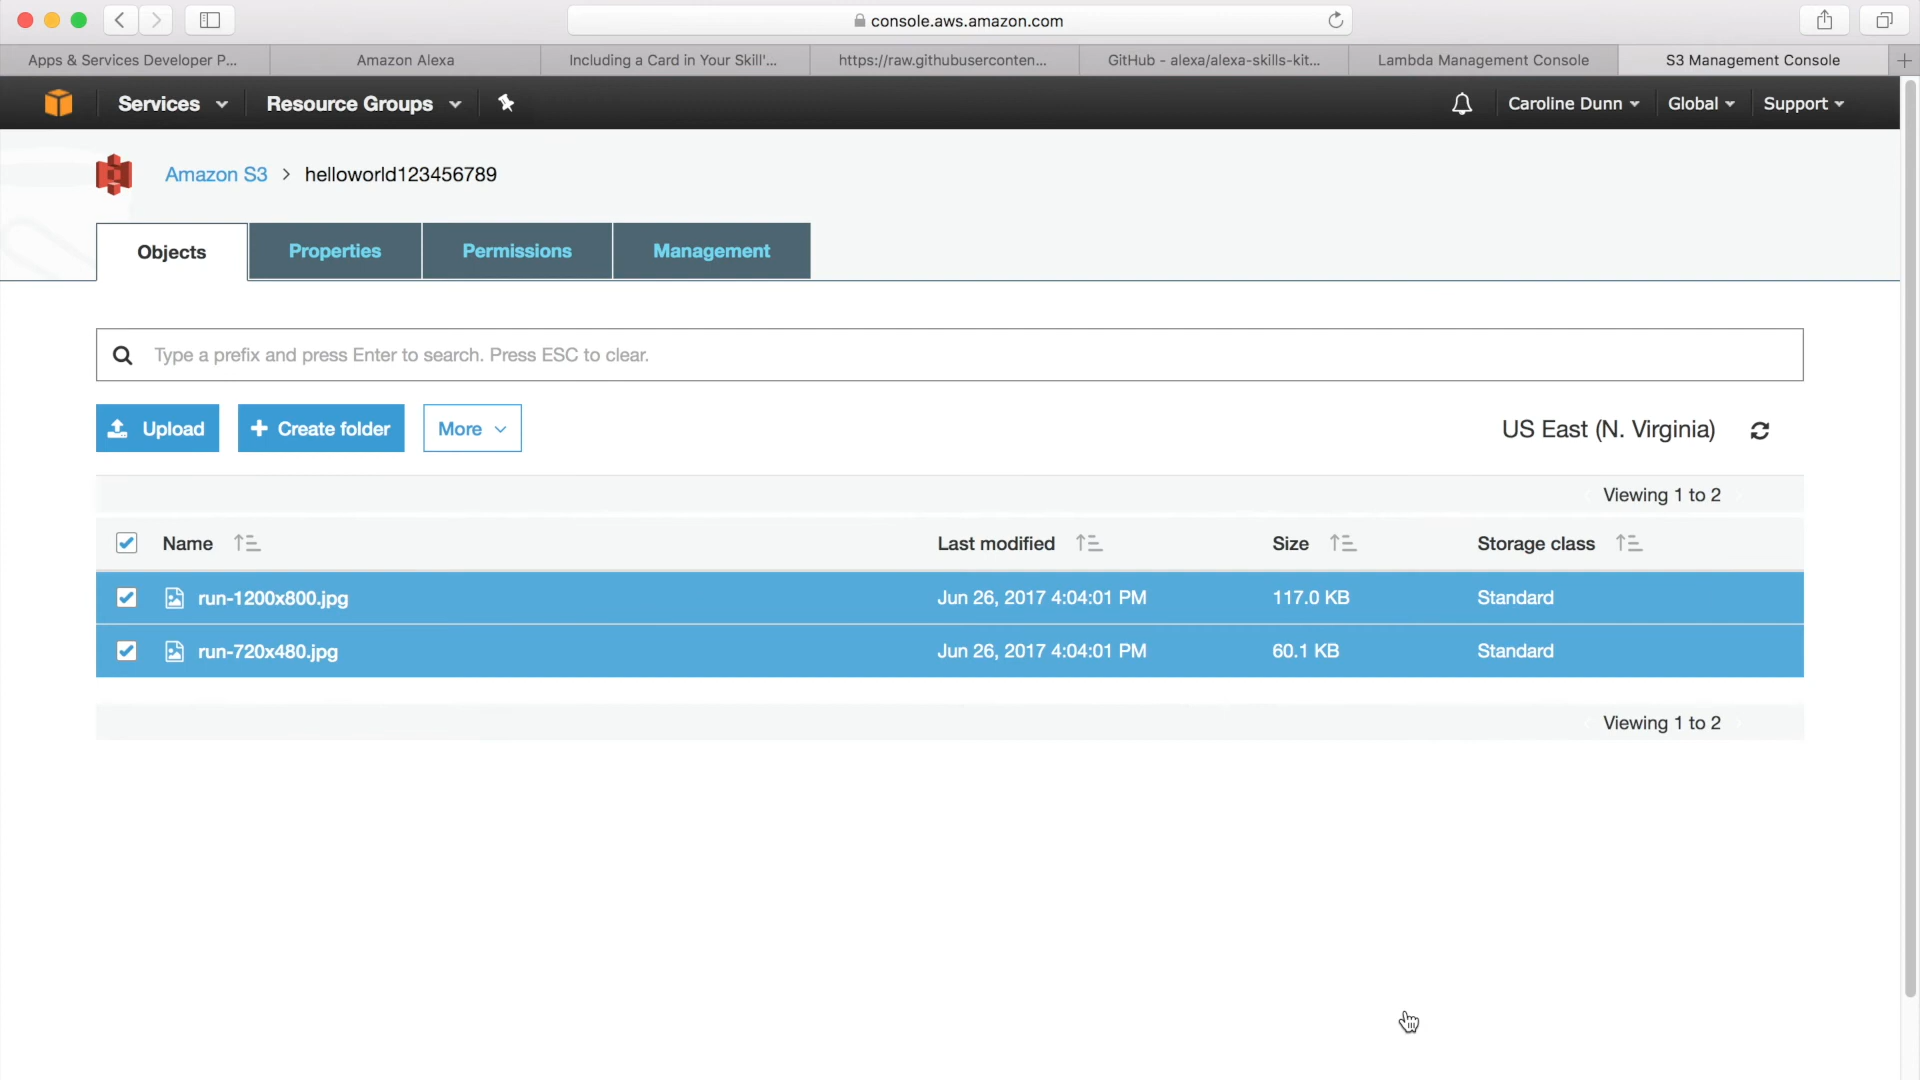 console.aws.amazon.com
Apps & Services Developer P...
Amazon Alexa
Including a Card in Your Skill'...
https://raw.githubuserconten...
GitHub - alexa/alexa-skills-kit...
Lambda Management Console
S3 Management Console
Services
Resource Groups
Caroline Dunn
Global
Support
Amazon S3 > helloworld123456789
Objects
Properties
Permissions
Management
Type a prefix and press Enter to search. Press ESC to clear.
Upload
+ Create folder
More
US East (N. Virginia)
Viewing 1 to 2
Name
Last modified
Size
Storage class
run-1200x800.jpg
Jun 26, 2017 4:04:01 PM
117.0 KB
Standard
run-720x480.jpg
Jun 26, 2017 4:04:01 PM
60.1 KB
Standard
Viewing 1 to 2